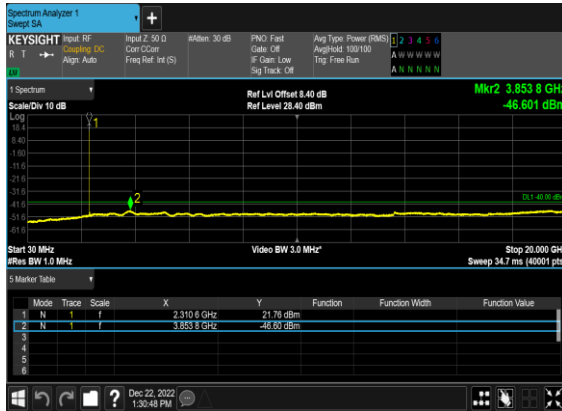 Spectrum Analyzer 1
Swept SA
+
KEYSIGHT Input: RF Input Z: 50 Ω #Atten: 30 dB PNO: Fast Avg Type: Power (RMS) 1 2 3 4 5 6
R T Coupling: DC Corr CCorr Gate: Off Avg|Hold: 100/100 A W W W W W
Align: Auto Freq Ref: Int (S) IF Gain: Low Trig: Free Run
LXI Sig Track: Off A N N N N N
1 Spectrum Ref Lvl Offset 8.40 dB Mkr2 3.853 8 GHz
Scale/Div 10 dB Ref Level 28.40 dBm -46.601 dBm
Log
18.4
8.40
-1.60
-11.6
-21.6
-31.6
-41.6
-51.6
-61.6
1
2
DL1 -40.00 dB
Start 30 MHz Video BW 3.0 MHz* Stop 20.000 GH
#Res BW 1.0 MHz Sweep 34.7 ms (40001 pts
5 Marker Table
Mode Trace Scale X Y Function Function Width Function Value
1 N 1 f 2.310 6 GHz 21.76 dBm
2 N 1 f 3.853 8 GHz -46.60 dBm
3
4
5
6
? Dec 22, 2022
1:30:48 PM